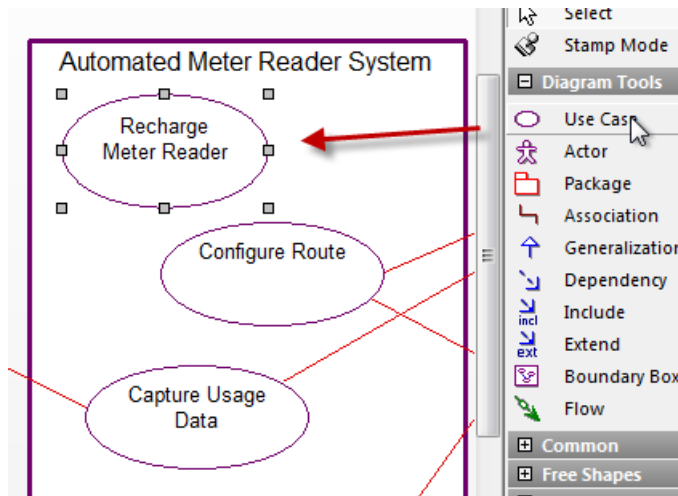 Automated Meter Reader System
Recharge
Meter Reader
Configure Route
Capture Usage
Data
Select
Stamp Mode
Diagram Tools
Use Case
Actor
Package
Association
Generalization
Dependency
incl
Include
ext
Extend
Boundary Box
Flow
Common
Free Shapes